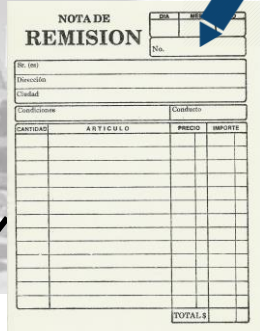 NOTA DE
REMISION
DIA
No.
Sr. (es)
Dirección
Ciudad
Condiciones Conducto
CANTIDAD ARTICULO PRECIO IMPORTE
TOTAL $